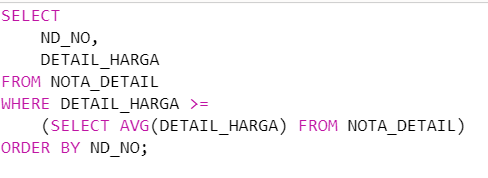 SELECT
    ND_NO,
    DETAIL_HARGA
FROM NOTA_DETAIL
WHERE DETAIL_HARGA >=
    (SELECT AVG(DETAIL_HARGA) FROM NOTA_DETAIL)
ORDER BY ND_NO;